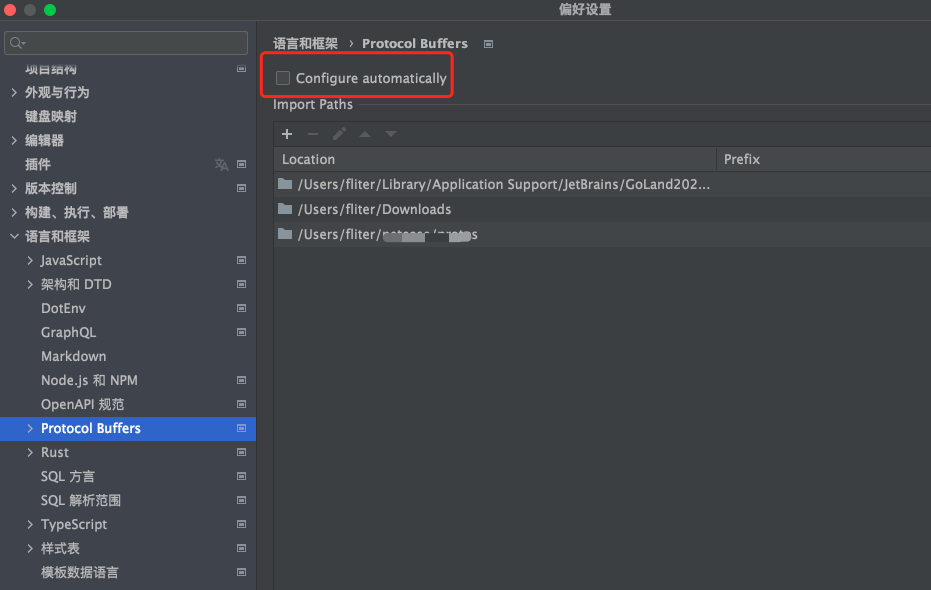 偏好设置
项目结构
外观与行为
键盘映射
编辑器
插件
版本控制
构建、执行、部署
语言和框架
JavaScript
架构和 DTD
DotEnv
GraphQL
Markdown
Node.js 和 NPM
OpenAPI 规范
Protocol Buffers
Rust
SQL 方言
SQL 解析范围
TypeScript
样式表
模板数据语言
语言和框架 › Protocol Buffers
Configure automatically
Import Paths
Location Prefix
/Users/fliter/Library/Application Support/JetBrains/GoLand202...
/Users/fliter/Downloads
/Users/fliter/